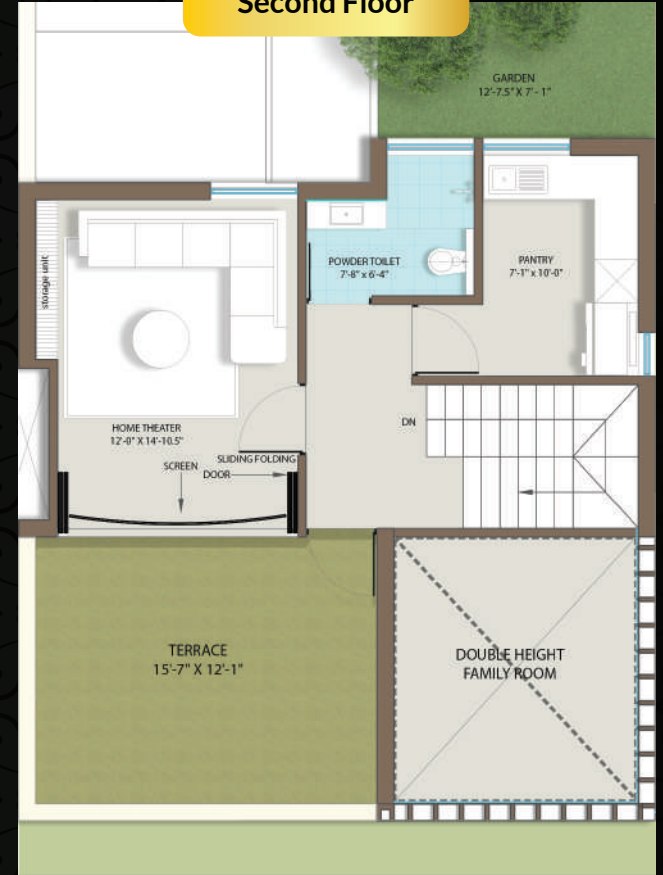 Second Floor
GARDEN
12'-7.5" X 7'- 1"
storage unit
POWDER TOILET
7'-8" x 6'-4"
PANTRY
7'-1" x 10'-0"
HOME THEATER
12'-0" X 14'-10.5"
DN
SLIDING FOLDING
DOOR
SCREEN
TERRACE
15'-7" X 12'-1"
DOUBLE HEIGHT
FAMILY ROOM